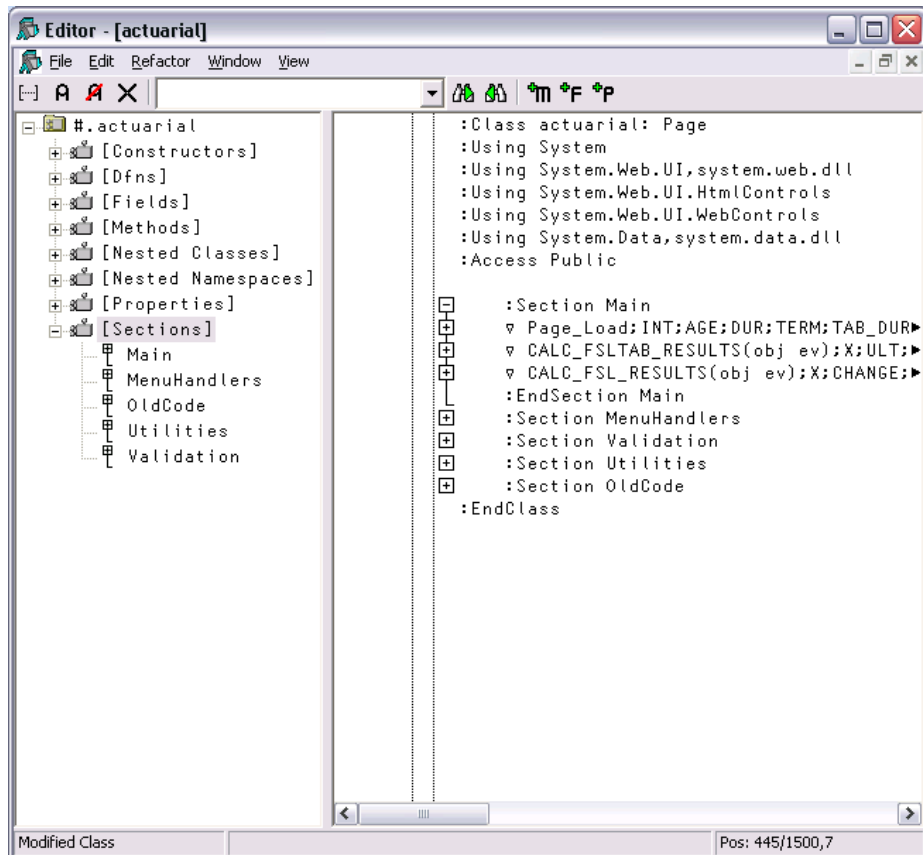 Editor - [actuarial]
File Edit Refactor Window View
A A X m F P
#.actuarial
[Constructors]
[Dfns]
[Fields]
[Methods]
[Nested Classes]
[Nested Namespaces]
[Properties]
[Sections]
Main
MenuHandlers
OldCode
Utilities
Validation
:Class actuarial: Page
:Using System
:Using System.Web.UI,system.web.dll
:Using System.Web.UI.HtmlControls
:Using System.Web.UI.WebControls
:Using System.Data,system.data.dll
:Access Public
:Section Main
∇ Page_Load;INT;AGE;DUR;TERM;TAB_DUR
∇ CALC_FSLTAB_RESULTS(obj ev);X;ULT;
∇ CALC_FSL_RESULTS(obj ev);X;CHANGE;
:EndSection Main
:Section MenuHandlers
:Section Validation
:Section Utilities
:Section OldCode
:EndClass
Modified Class
Pos: 445/1500,7